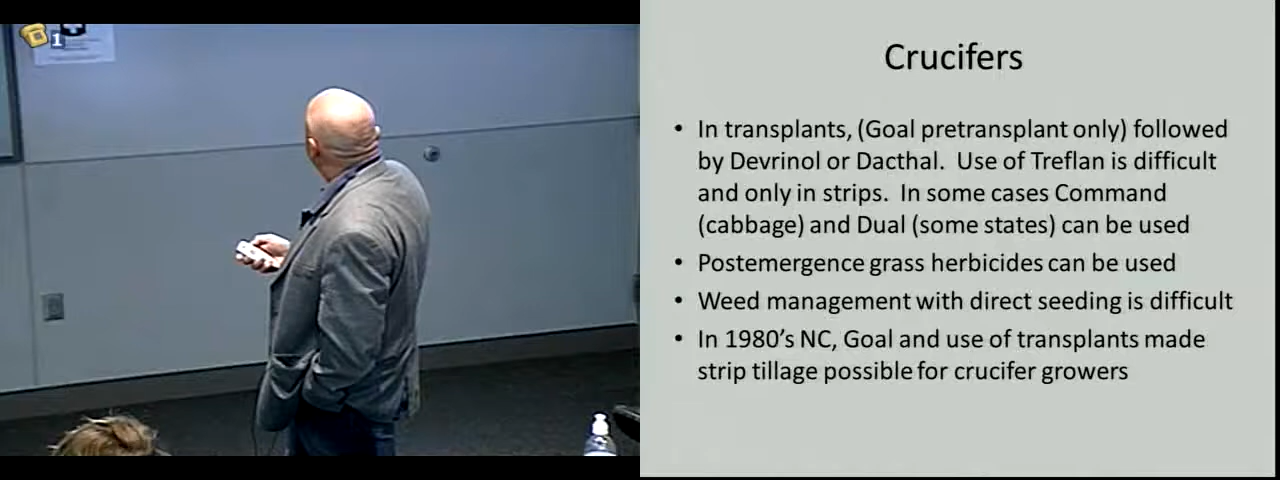 1
Crucifers
• In transplants, (Goal pretransplant only) followed
by Devrinol or Dacthal.  Use of Treflan is difficult
and only in strips.  In some cases Command
(cabbage) and Dual (some states) can be used
• Postemergence grass herbicides can be used
• Weed management with direct seeding is difficult
• In 1980’s NC, Goal and use of transplants made
strip tillage possible for crucifer growers